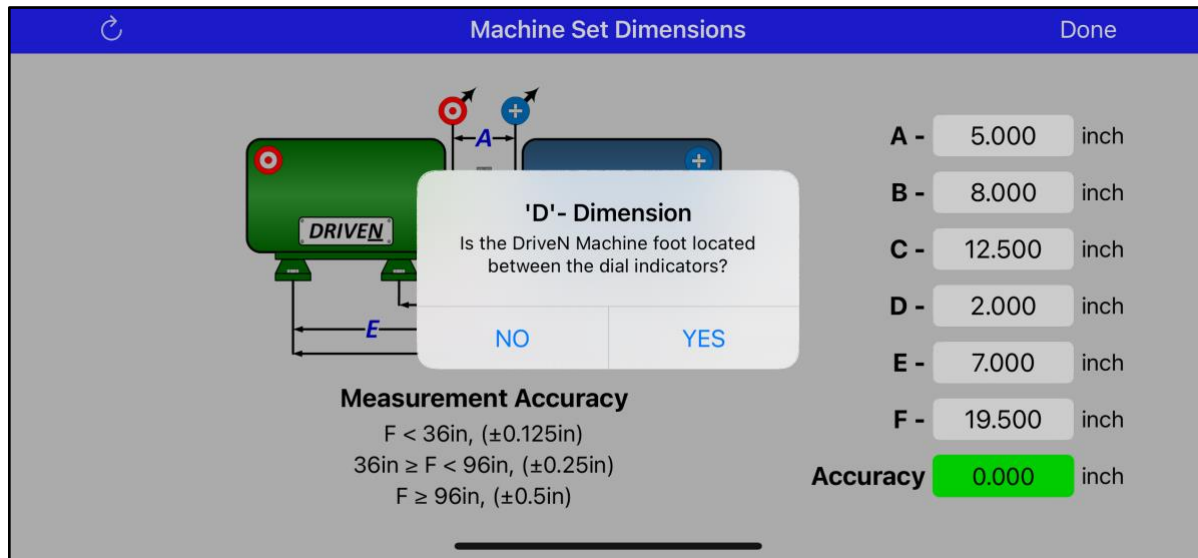 Machine Set Dimensions
Done
A
DRIVEN
E
'D'- Dimension
Is the DriveN Machine foot located
between the dial indicators?
NO
YES
Measurement Accuracy
F < 36in, (±0.125in)
36in ≥ F < 96in, (±0.25in)
F ≥ 96in, (±0.5in)
A - 5.000 inch
B - 8.000 inch
C - 12.500 inch
D - 2.000 inch
E - 7.000 inch
F - 19.500 inch
Accuracy 0.000 inch